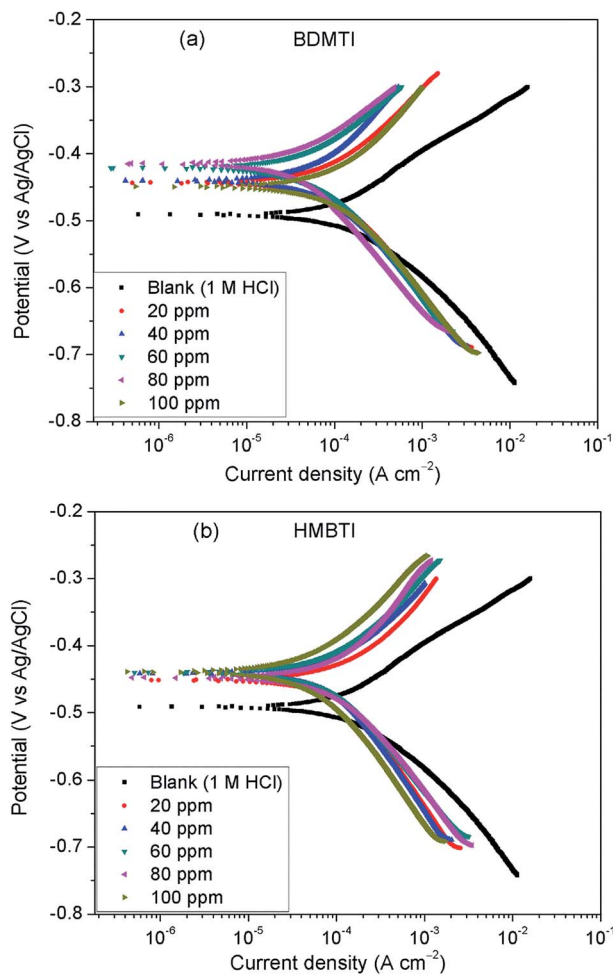 (a) BDMTI
-0.2
-0.3
-0.4
-0.5
-0.6
-0.7
-0.8
Potential (V vs Ag/AgCl)
Blank (1 M HCl)
20 ppm
40 ppm
60 ppm
80 ppm
100 ppm
10⁻⁶ 10⁻⁵ 10⁻⁴ 10⁻³ 10⁻² 10⁻¹
Current density (A cm⁻²)
(b) HMBTI
-0.2
-0.3
-0.4
-0.5
-0.6
-0.7
-0.8
Potential (V vs Ag/AgCl)
Blank (1 M HCl)
20 ppm
40 ppm
60 ppm
80 ppm
100 ppm
10⁻⁶ 10⁻⁵ 10⁻⁴ 10⁻³ 10⁻² 10⁻¹
Current density (A cm⁻²)